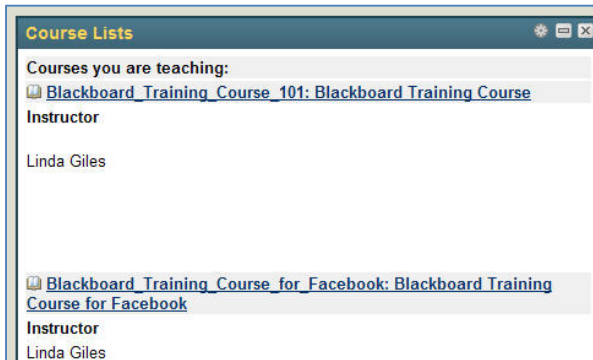 Course Lists
Courses you are teaching:
Blackboard_Training_Course_101: Blackboard Training Course
Instructor
Linda Giles
Blackboard_Training_Course_for_Facebook: Blackboard Training
Course for Facebook
Instructor
Linda Giles